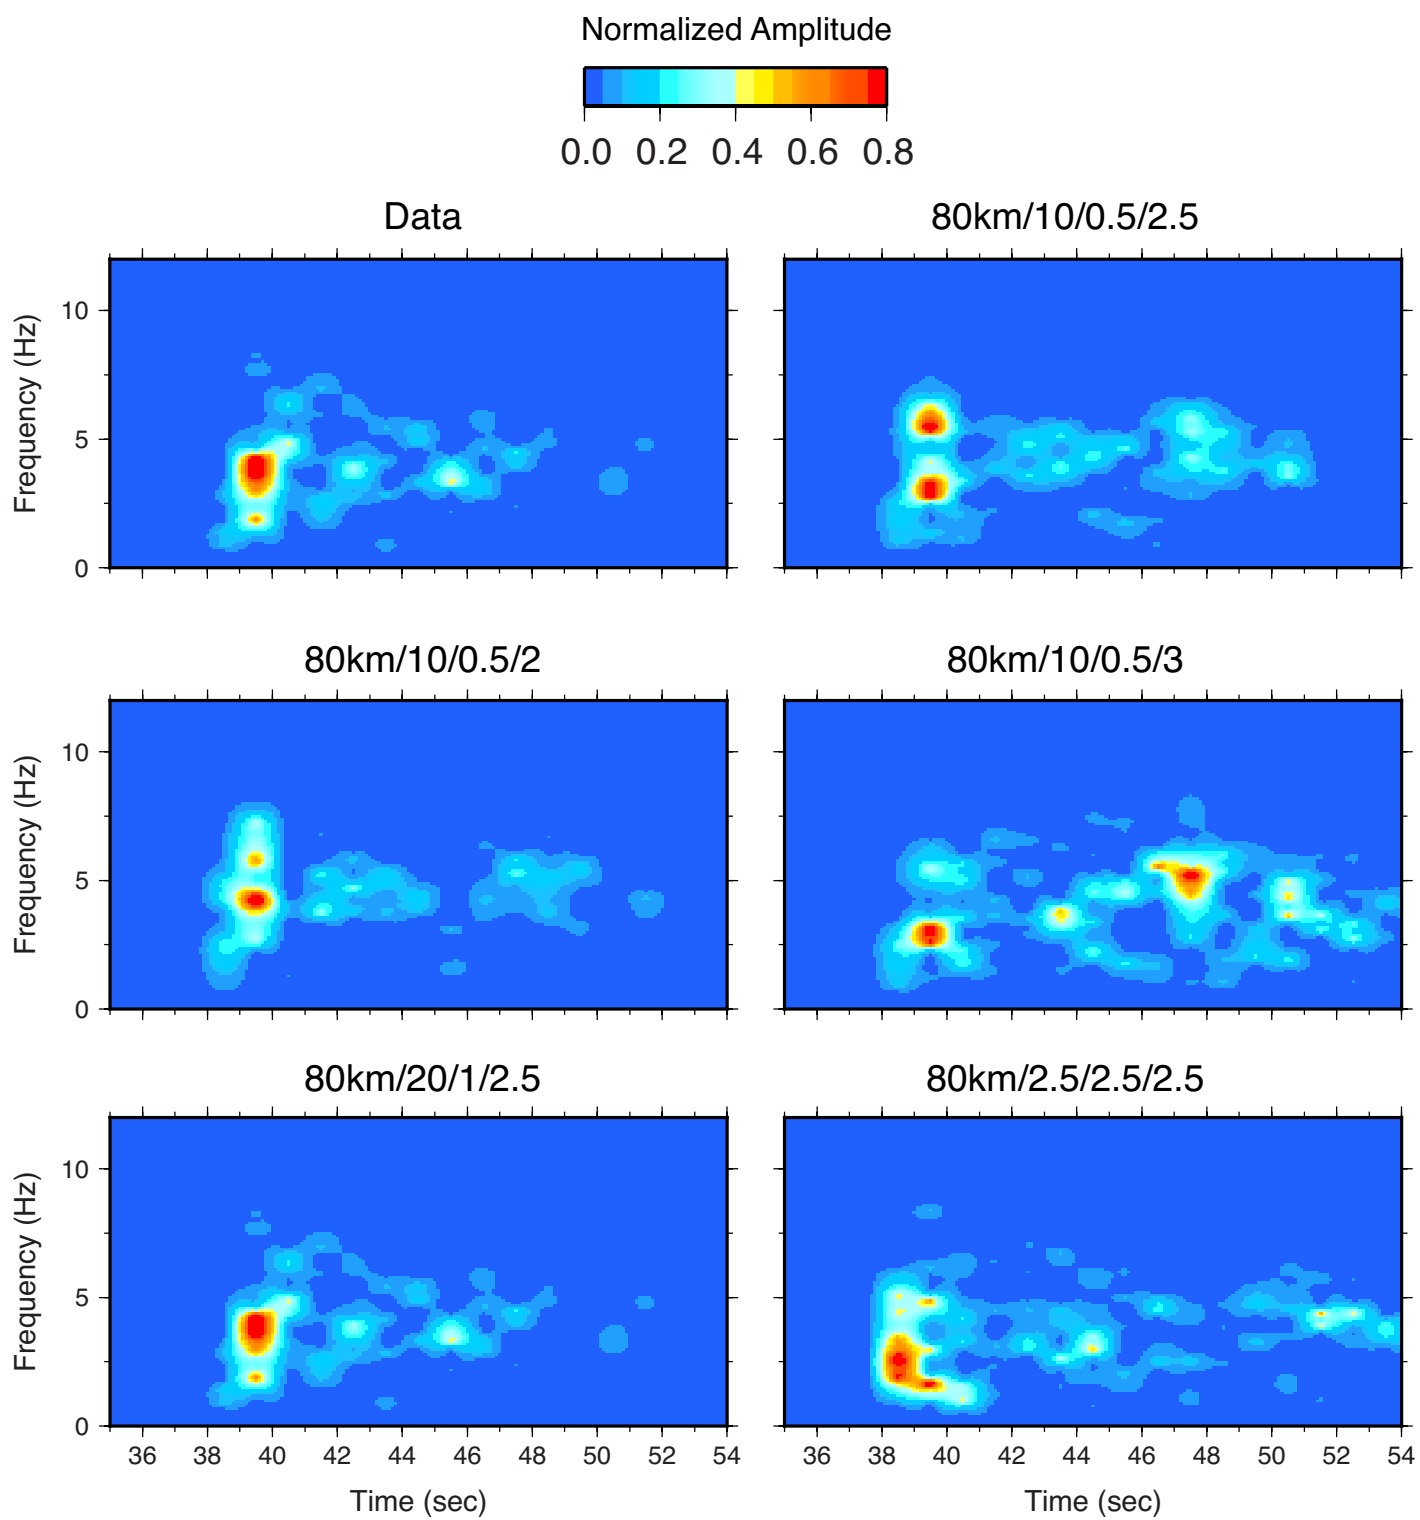 Normalized Amplitude
0.0 0.2 0.4 0.6 0.8
Data
80km/10/0.5/2.5
Frequency (Hz)
10
5
0
80km/10/0.5/2
80km/10/0.5/3
Frequency (Hz)
10
5
0
80km/20/1/2.5
80km/2.5/2.5/2.5
Frequency (Hz)
10
5
0
36 38 40 42 44 46 48 50 52 54
36 38 40 42 44 46 48 50 52 54
Time (sec)
Time (sec)